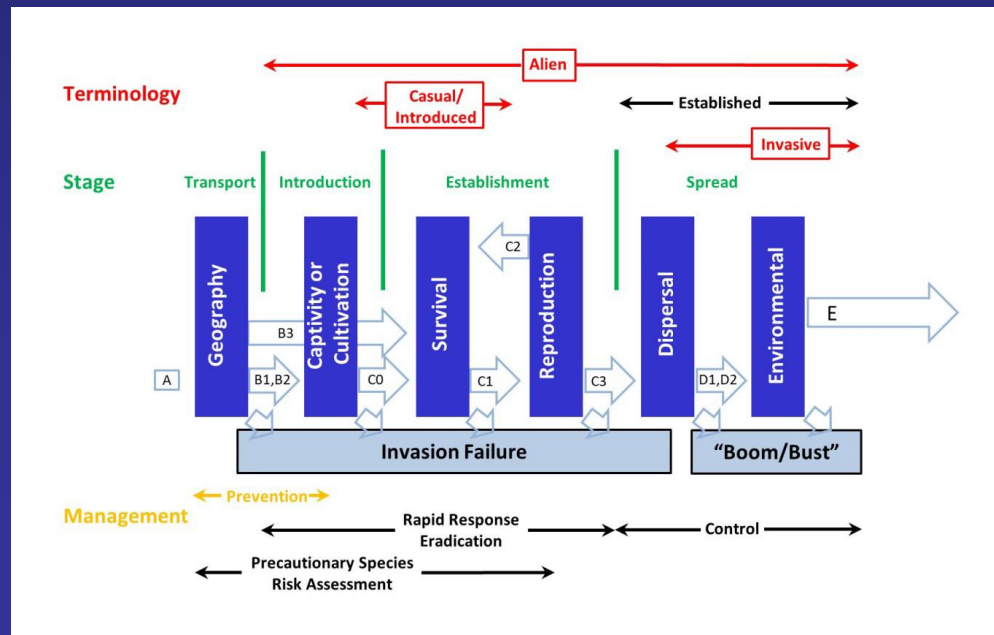 Alien
Terminology
Casual/
Introduced
Established
Invasive
Stage
Transport
Introduction
Establishment
Spread
Geography
Captivity or
Cultivation
Survival
Reproduction
Dispersal
Environmental
C2
B3
E
A
B1,B2
C0
C1
C3
D1,D2
Invasion Failure
“Boom/Bust”
Prevention
Management
Rapid Response
Eradication
Control
Precautionary Species
Risk Assessment